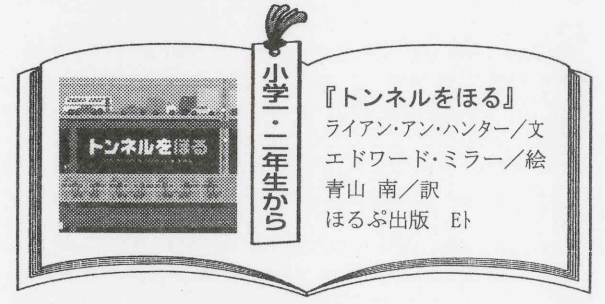 小学一・二年生から
『トンネルをほる』
ライアン・アン・ハンター／文
エドワード・ミラー／絵
青山 南／訳
ほるぷ出版 Eト
トンネルをほる